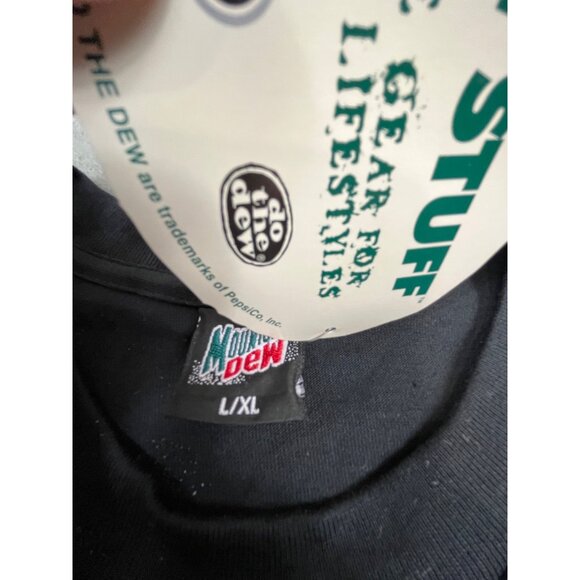 STUFF
GEAR FOR
LIFESTYLES
do
the
dew®
THE DEW are trademarks of PepsiCo, Inc.
MOUNTAIN
DEW
L/XL